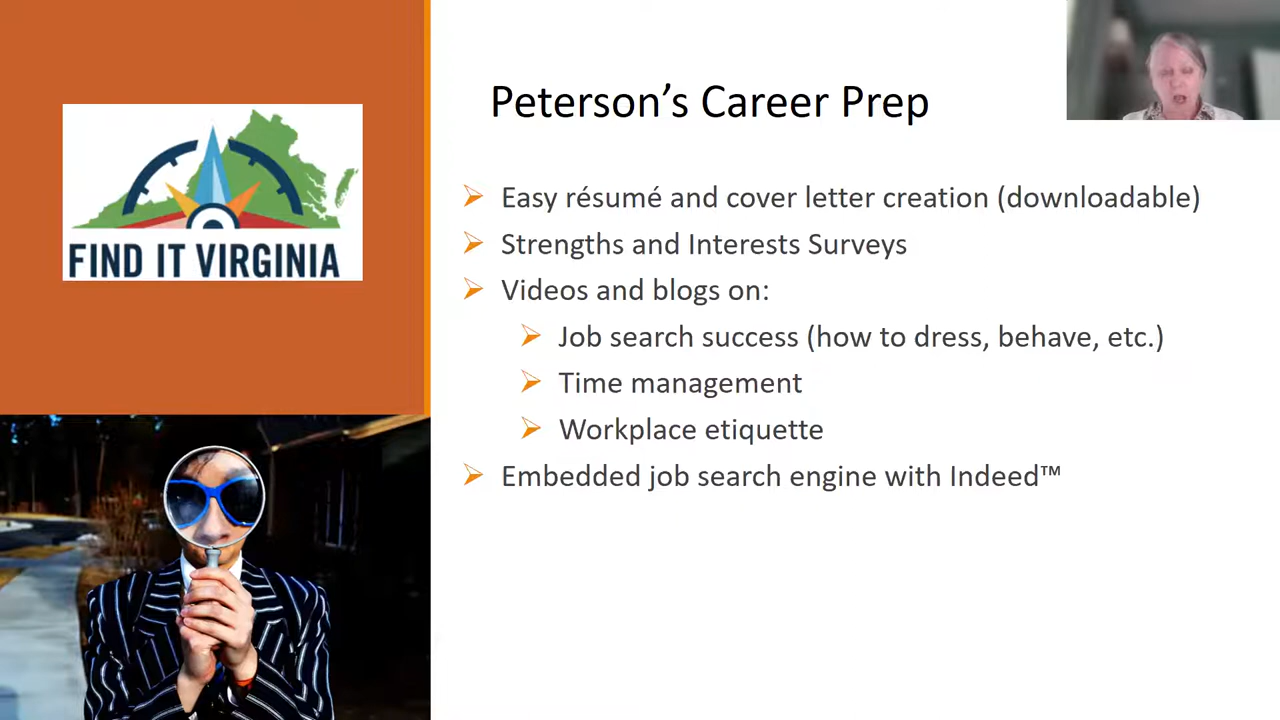 FIND IT VIRGINIA
Peterson’s Career Prep
Easy résumé and cover letter creation (downloadable)
Strengths and Interests Surveys
Videos and blogs on:
Job search success (how to dress, behave, etc.)
Time management
Workplace etiquette
Embedded job search engine with Indeed™